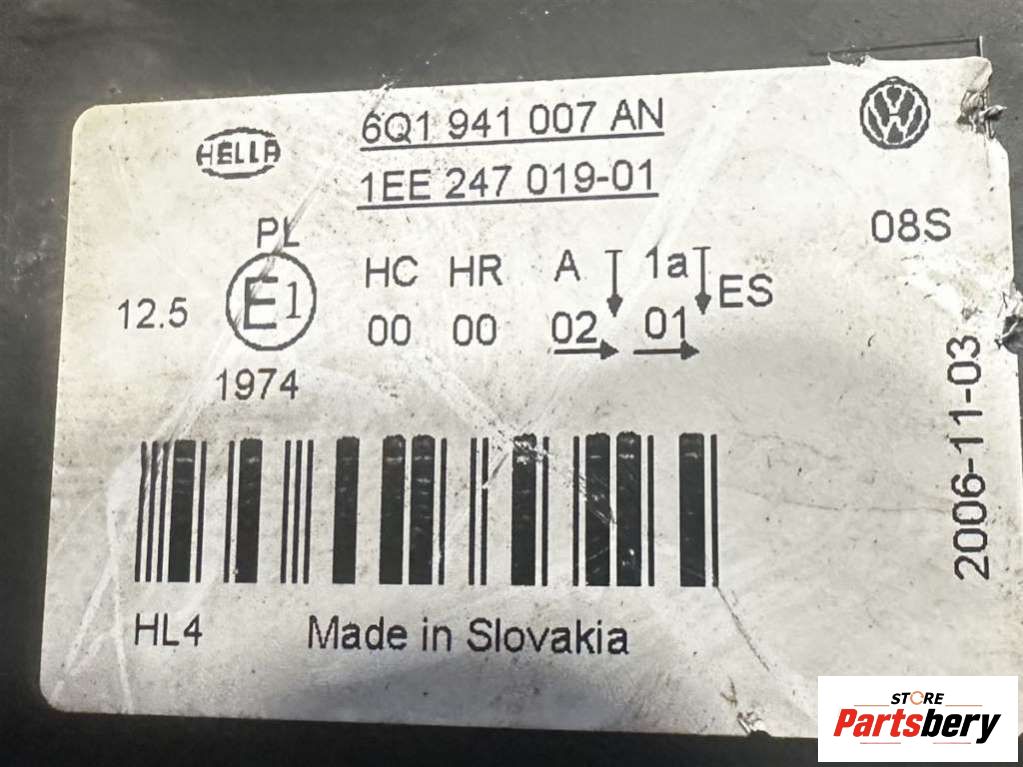 HELLA
6Q1 941 007 AN
1EE 247 019-01
VW
08S
PL
HC HR A 1a ES
12.5 E1
00 00 02 01
1974
2006-11-03
HL4 Made in Slovakia
STORE
Partsbery